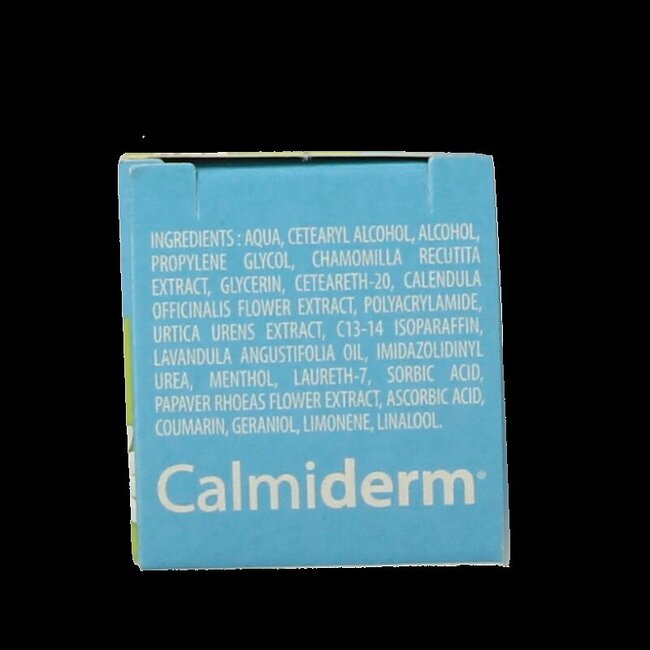 INGREDIENTS : AQUA, CETEARYL ALCOHOL, ALCOHOL,
PROPYLENE GLYCOL, CHAMOMILLA RECUTITA
EXTRACT, GLYCERIN, CETEARETH-20, CALENDULA
OFFICINALIS FLOWER EXTRACT, POLYACRYLAMIDE,
URTICA URENS EXTRACT, C13-14 ISOPARAFFIN,
LAVANDULA ANGUSTIFOLIA OIL, IMIDAZOLIDINYL
UREA, MENTHOL, LAURETH-7, SORBIC ACID,
PAPAVER RHOEAS FLOWER EXTRACT, ASCORBIC ACID,
COUMARIN, GERANIOL, LIMONENE, LINALOOL.
Calmiderm®